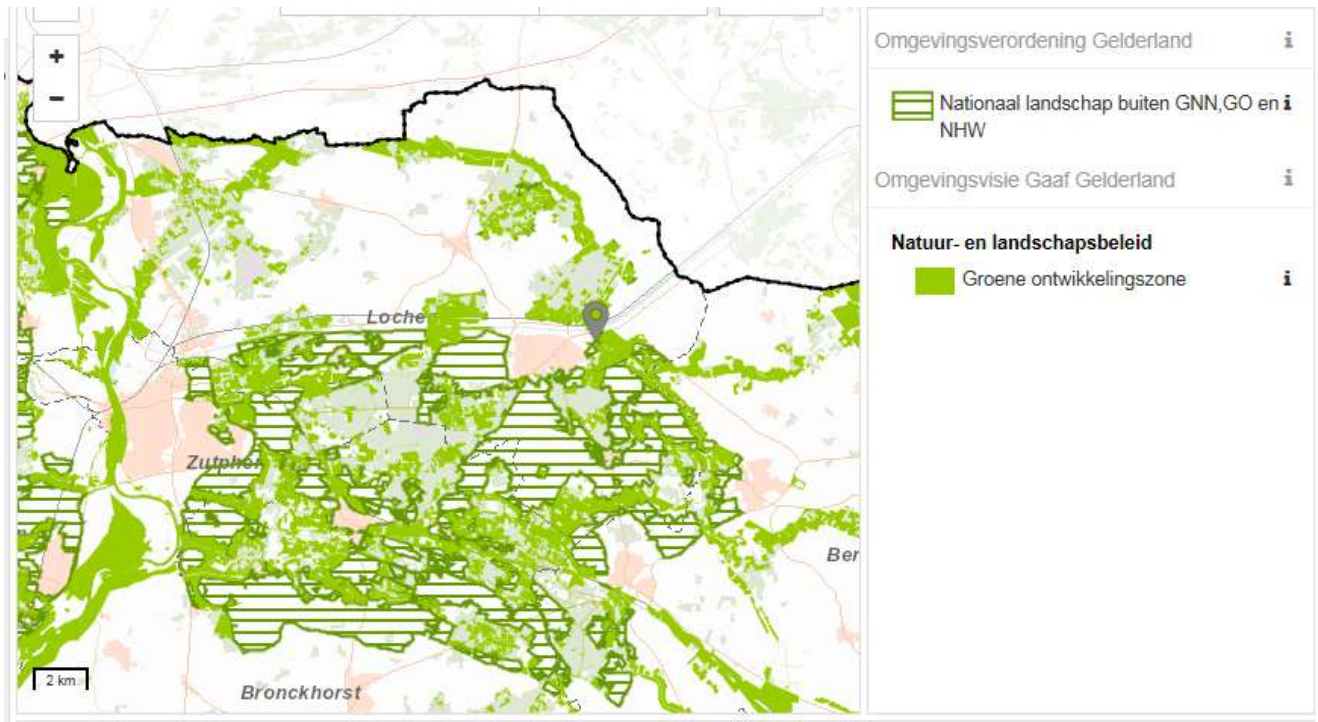 +
−
Loche
Zutphen
Ber
Bronckhorst
2 km
Omgevingsverordening Gelderland i
Nationaal landschap buiten GNN,GO en i
NHW
Omgevingsvisie Gaaf Gelderland i
Natuur- en landschapsbeleid
Groene ontwikkelingszone i